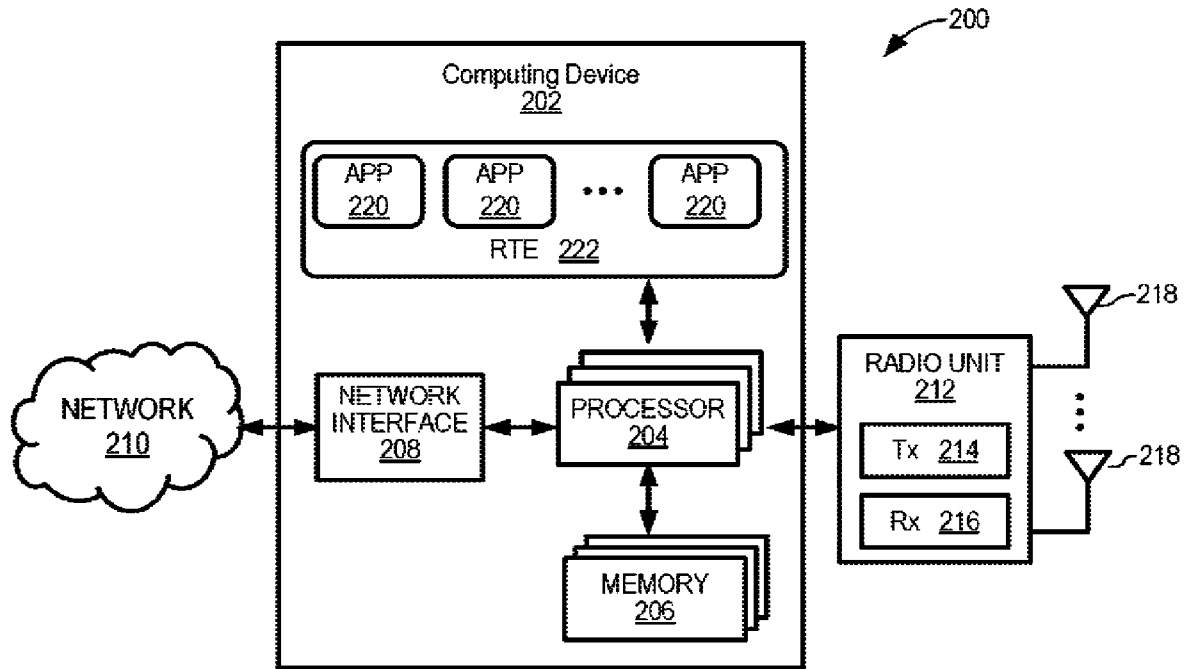 200
Computing Device
202
APP
220
APP
220
•••
APP
220
RTE 222
NETWORK
210
NETWORK
INTERFACE
208
PROCESSOR
204
MEMORY
206
RADIO UNIT
212
Tx 214
Rx 216
218
218